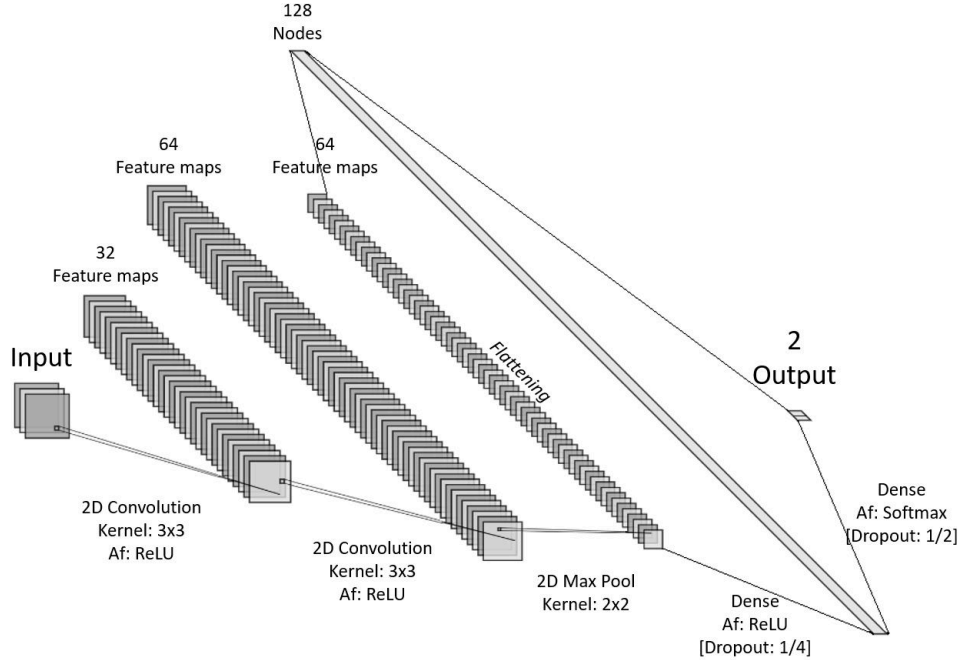 128
Nodes
64
Feature maps
64
Feature maps
32
Feature maps
Input
Flattening
2
Output
2D Convolution
Kernel: 3x3
Af: ReLU
2D Convolution
Kernel: 3x3
Af: ReLU
2D Max Pool
Kernel: 2x2
Dense
Af: ReLU
[Dropout: 1/4]
Dense
Af: Softmax
[Dropout: 1/2]